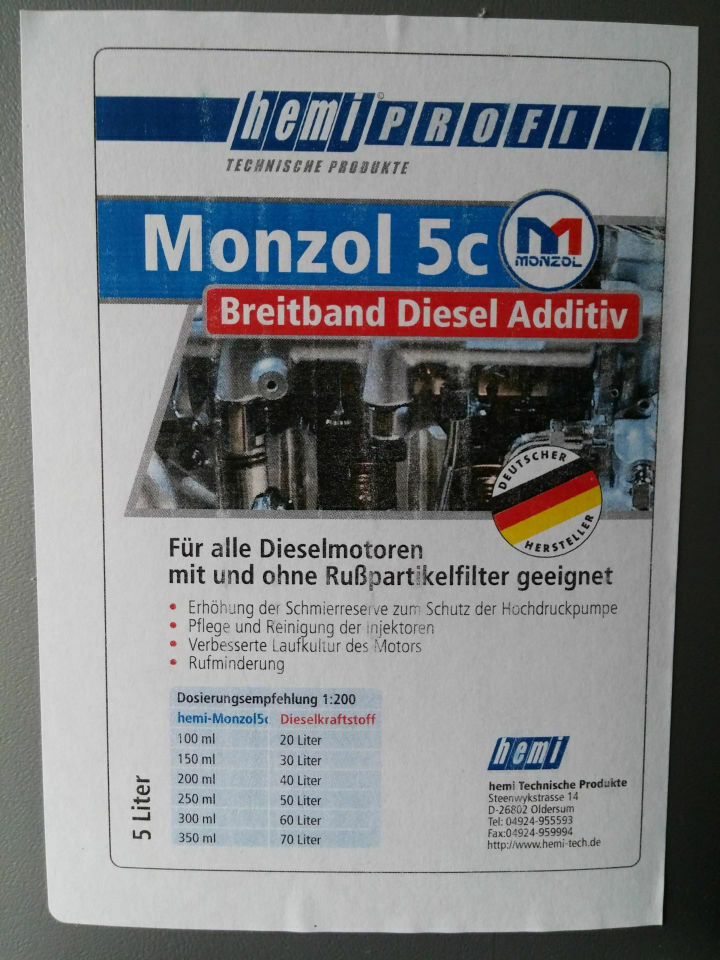 hemi© PROFI
TECHNISCHE PRODUKTE
Monzol 5c
MONZOL
Breitband Diesel Additiv
DEUTSCHER
HERSTELLER
Für alle Dieselmotoren
mit und ohne Rußpartikelfilter geeignet
• Erhöhung der Schmierreserve zum Schutz der Hochdruckpumpe
• Pflege und Reinigung der Injektoren
• Verbesserte Laufkultur des Motors
• Rufminderung
Dosierungsempfehlung 1:200
hemi-Monzol5c Dieselkraftstoff
100 ml 20 Liter
150 ml 30 Liter
200 ml 40 Liter
250 ml 50 Liter
300 ml 60 Liter
350 ml 70 Liter
5 Liter
hemi
hemi Technische Produkte
Steenwykstrasse 14
D-26802 Oldersum
Tel: 04924-955593
Fax:04924-959994
http://www.hemi-tech.de